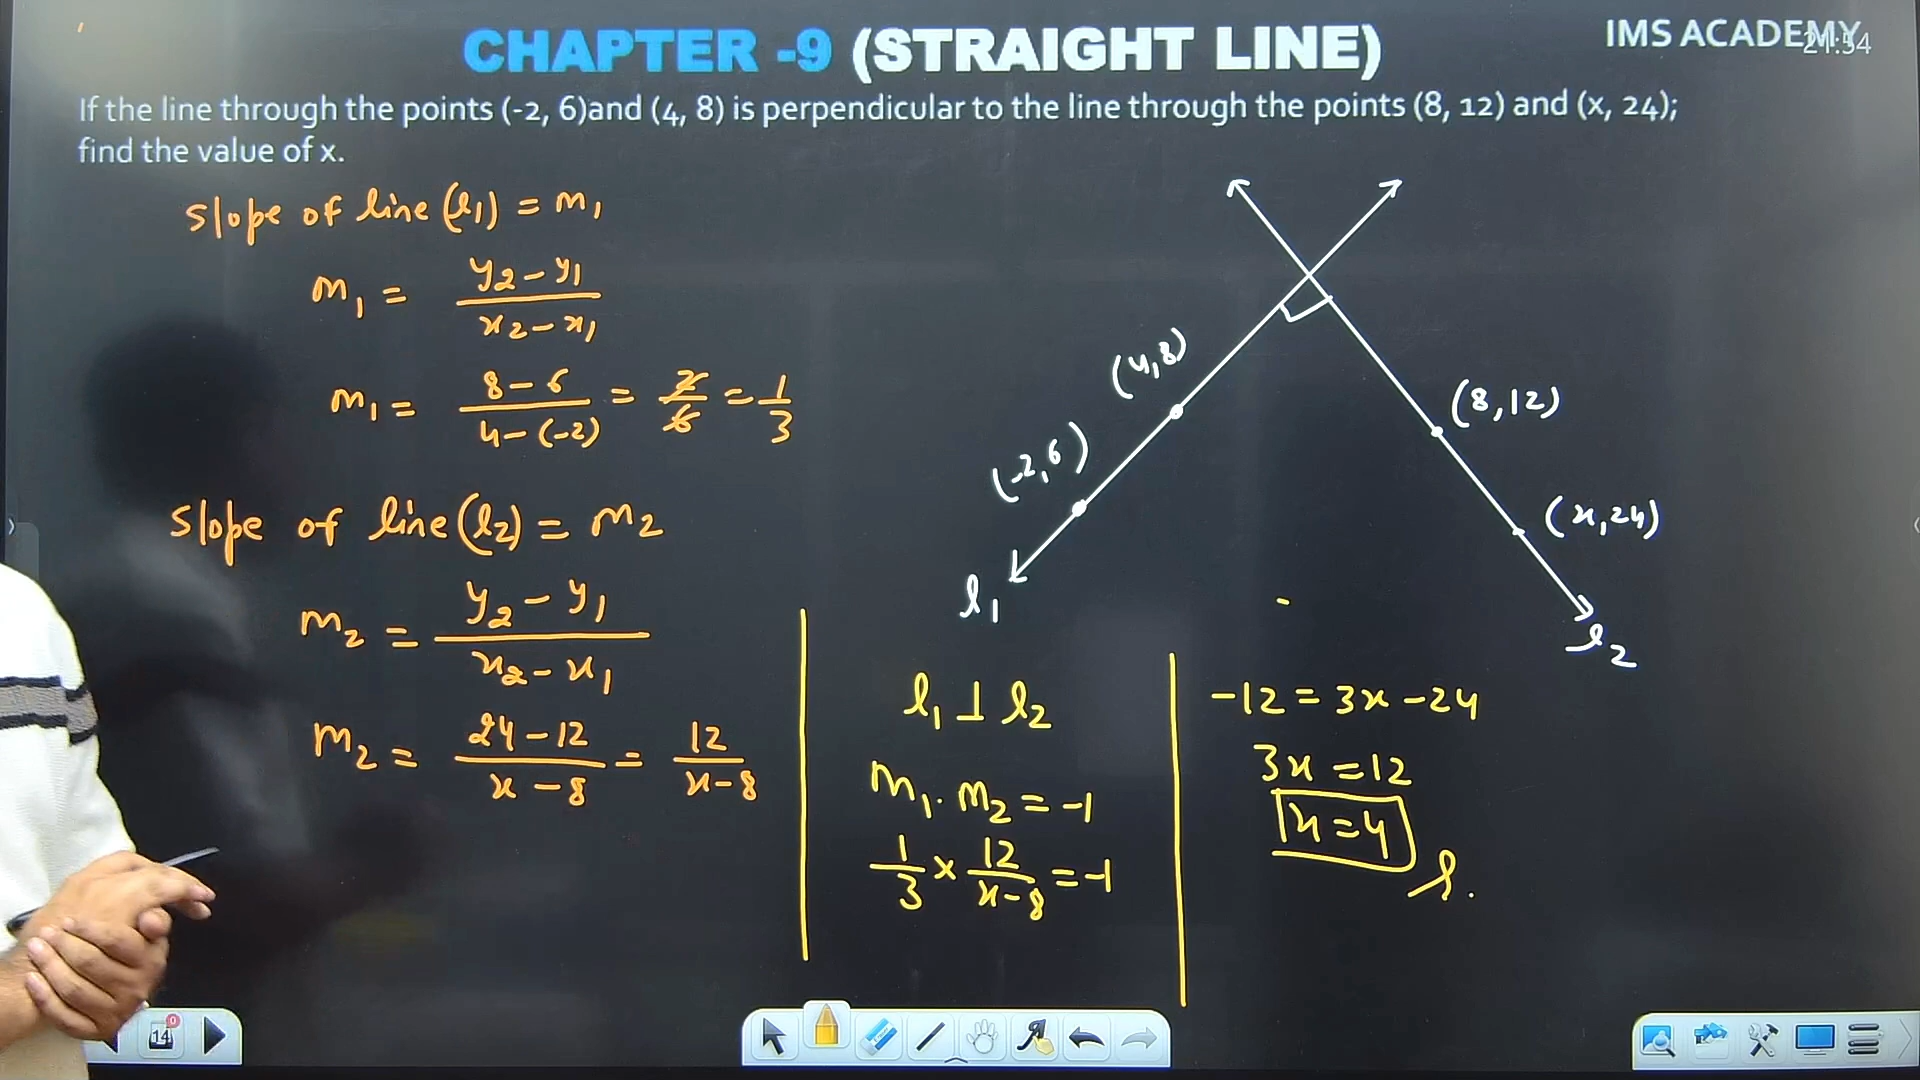 CHAPTER -9 (STRAIGHT LINE)
IMS ACADEMY
21:54
If the line through the points (-2, 6)and (4, 8) is perpendicular to the line through the points (8, 12) and (x, 24);
find the value of x.
Slope of line (l1) = m1
m1 = y2 - y1 / x2 - x1
m1 = 8 - 6 / 4 - (-2) = 2/6 = 1/3
Slope of line (l2) = m2
m2 = y2 - y1 / x2 - x1
m2 = 24 - 12 / x - 8 = 12 / x - 8
(4,8)
(-2,6)
l1
(8,12)
(x,24)
l2
l1 ⊥ l2
m1 . m2 = -1
1/3 × 12 / x - 8 = -1
-12 = 3x - 24
3x = 12
x = 4
14
0